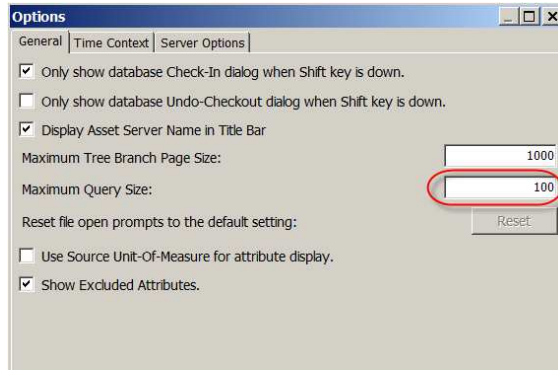 Options
General Time Context Server Options
Only show database Check-In dialog when Shift key is down.
Only show database Undo-Checkout dialog when Shift key is down.
Display Asset Server Name in Title Bar
Maximum Tree Branch Page Size: 1000
Maximum Query Size: 100
Reset file open prompts to the default setting: Reset
Use Source Unit-Of-Measure for attribute display.
Show Excluded Attributes.